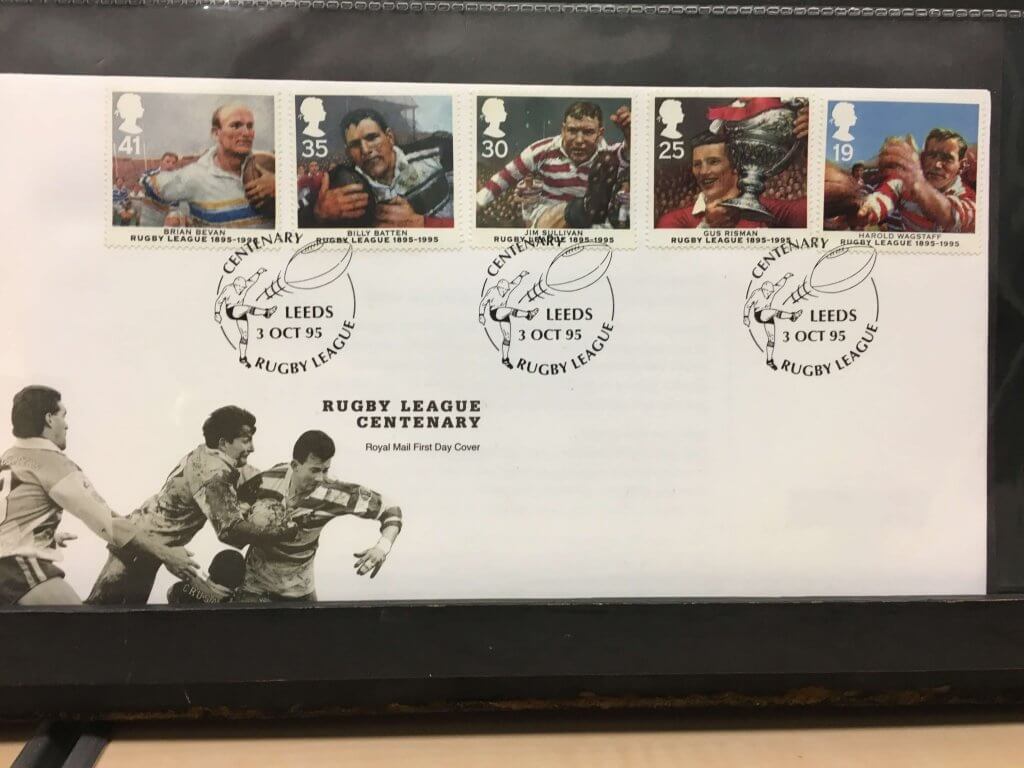 41
BRIAN BEVAN
RUGBY LEAGUE 1895-1995
35
BILLY BATTEN
RUGBY LEAGUE 1895-1995
30
JIM SULLIVAN
RUGBY LEAGUE 1895-1995
25
GUS RISMAN
RUGBY LEAGUE 1895-1995
19
HAROLD WAGSTAFF
RUGBY LEAGUE 1895-1995
CENTENARY
LEEDS
3 OCT 95
RUGBY LEAGUE
CENTENARY
LEEDS
3 OCT 95
RUGBY LEAGUE
CENTENARY
LEEDS
3 OCT 95
RUGBY LEAGUE
RUGBY LEAGUE
CENTENARY
Royal Mail First Day Cover